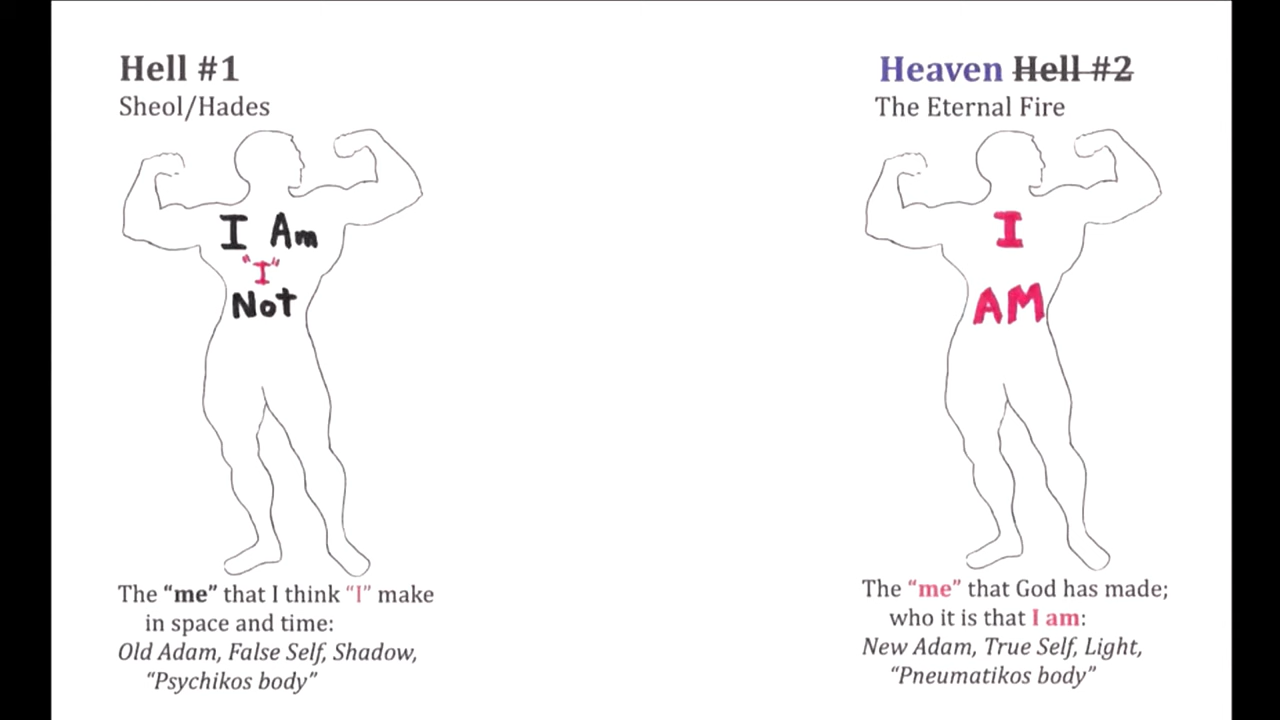 Hell #1
Sheol/Hades
I Am
"I"
Not
The “me” that I think “I” make
in space and time:
Old Adam, False Self, Shadow,
“Psychikos body”
Heaven Hell #2
The Eternal Fire
I
AM
The “me” that God has made;
who it is that I am:
New Adam, True Self, Light,
“Pneumatikos body”